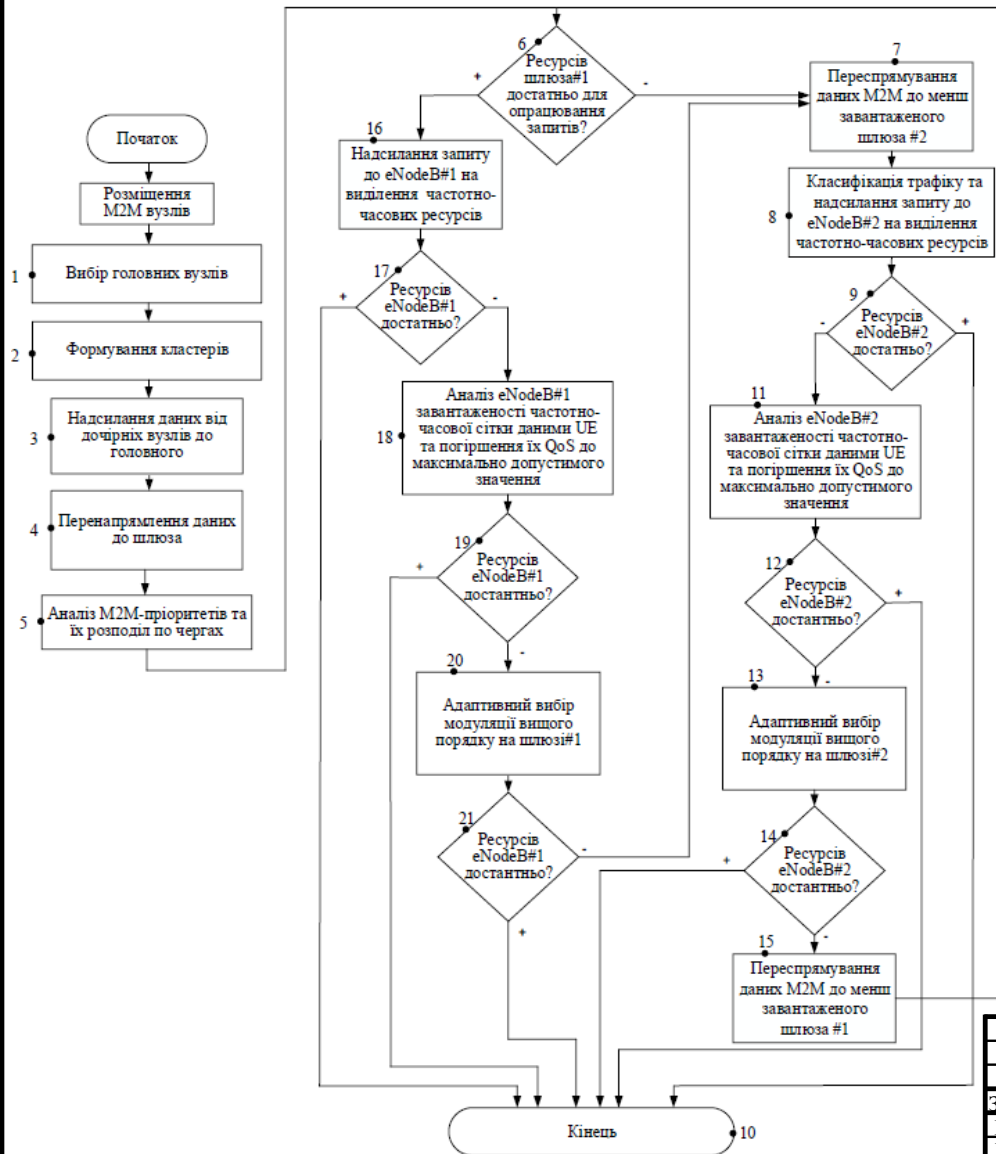 Початок
Розміщення
М2М вузлів
1
Вибір головних вузлів
2
Формування кластерів
3
Надсилання даних від
дочірніх вузлів до
головного
4
Перенапрямлення даних
до шлюза
5
Аналіз М2М-пріоритетів та
їх розподіл по чергах
6
Ресурсів
шлюза#1
достатньо для
опрацювання
запитів?
+
-
16
Надсилання запиту
до eNodeB#1 на
виділення частотно-
часових ресурсів
17
Ресурсів
eNodeB#1
достатньо?
+
-
18
Аналіз eNodeB#1
завантаженості частотно-
часової сітки даними UE
та погіршення їх QoS до
максимально допустимого
значення
19
Ресурсів
eNodeB#1
достантньо?
+
-
20
Адаптивний вибір
модуляції вищого
порядку на шлюзі#1
21
Ресурсів
eNodeB#1
достантньо?
-
+
7
Переспрямування
даних М2М до менш
завантаженого
шлюза #2
8
Класифікація трафіку та
надсилання запиту до
eNodeB#2 на виділення
частотно-часових ресурсів
9
Ресурсів
eNodeB#2
достатньо?
-
+
11
Аналіз eNodeB#2
завантаженості частотно-
часової сітки даними UE
та погіршення їх QoS до
максимально допустимого
значення
12
Ресурсів
eNodeB#2
достантньо?
+
-
13
Адаптивний вибір
модуляції вищого
порядку на шлюзі#2
14
Ресурсів
eNodeB#2
достантньо?
+
-
15
Переспрямування
даних М2М до менш
завантаженого
шлюза #1
Кінець
10